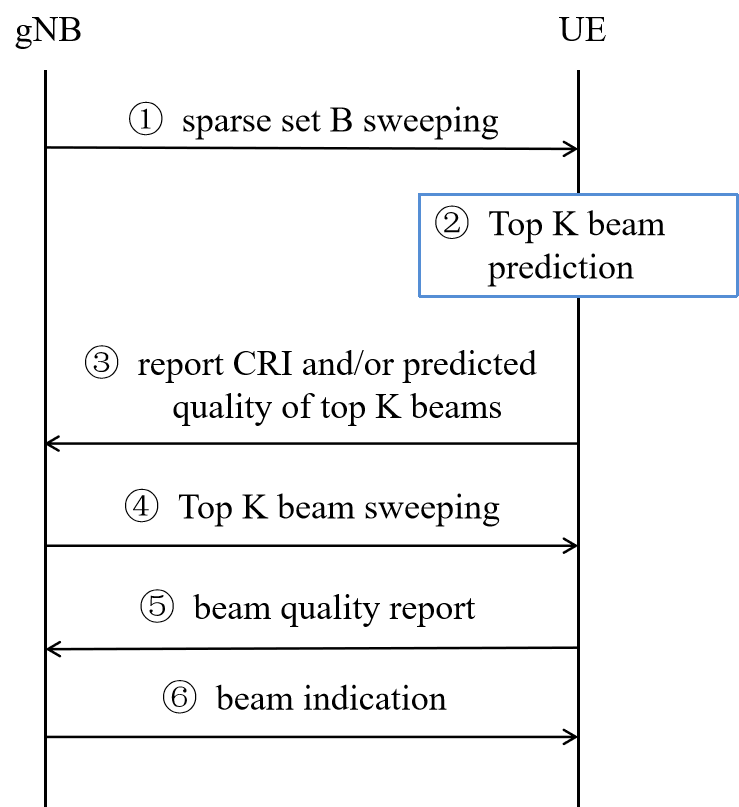 gNB
UE
① sparse set B sweeping
② Top K beam
prediction
③ report CRI and/or predicted
quality of top K beams
④ Top K beam sweeping
⑤ beam quality report
⑥ beam indication